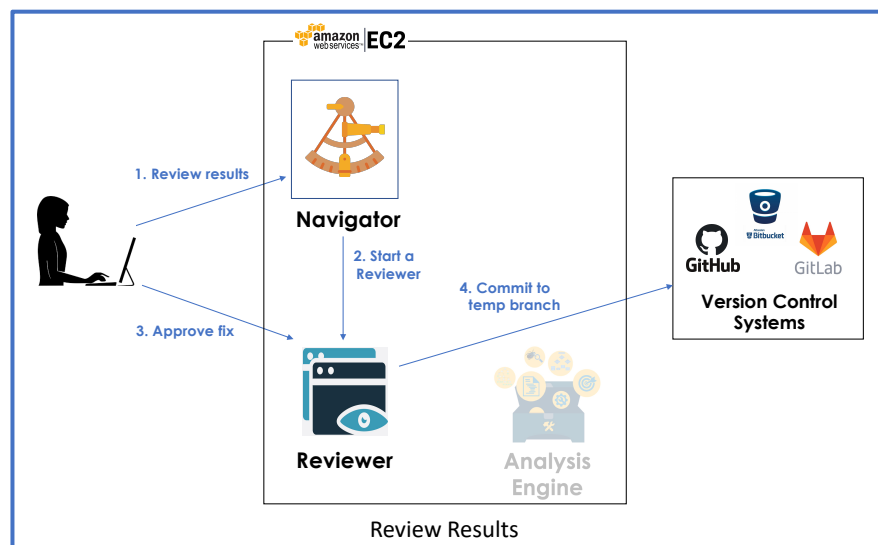 amazon
web services™ EC2
1. Review results
Navigator
2. Start a
Reviewer
3. Approve fix
4. Commit to
temp branch
Reviewer
Analysis
Engine
Bitbucket
GitHub
GitLab
Version Control
Systems
Review Results